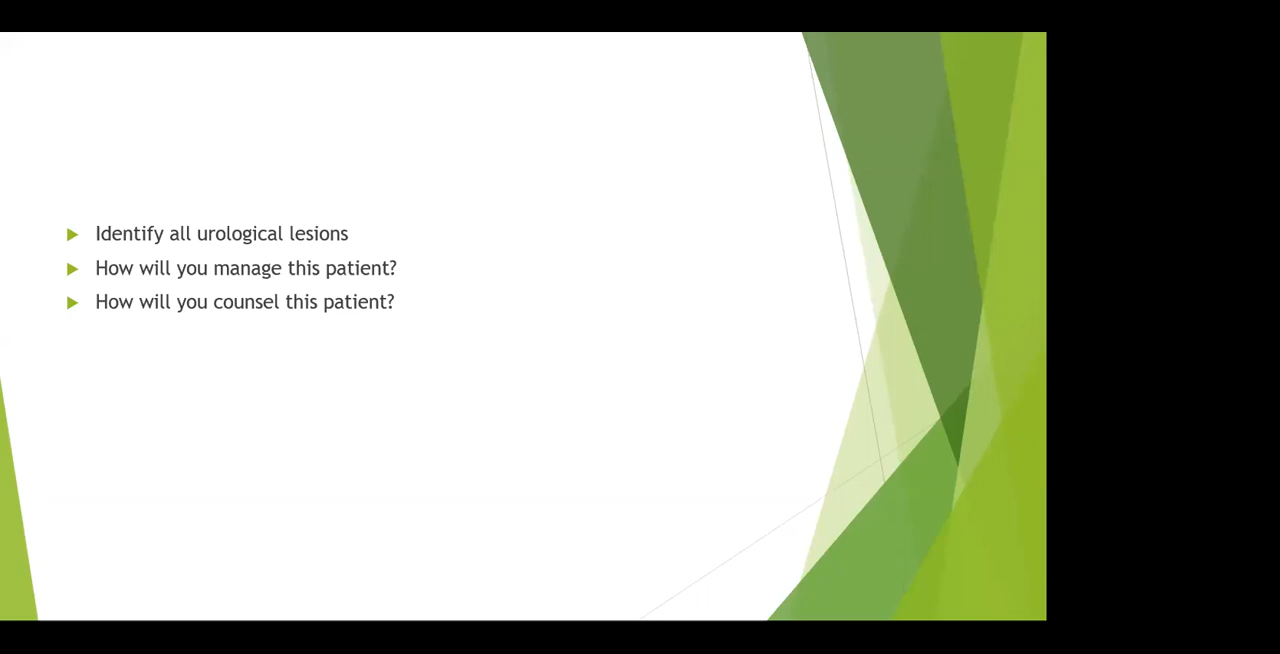 Identify all urological lesions
How will you manage this patient?
How will you counsel this patient?